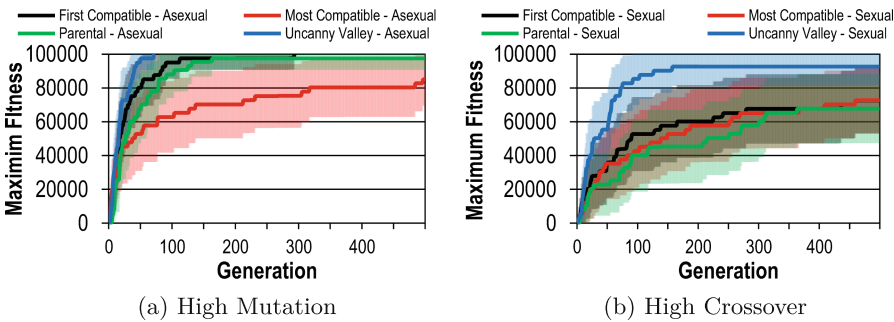 First Compatible - Asexual
Most Compatible - Asexual
Parental - Asexual
Uncanny Valley - Asexual
Maximim Fitness
100000
80000
60000
40000
20000
0
0 100 200 300 400
Generation
(a) High Mutation
First Compatible - Sexual
Most Compatible - Sexual
Parental - Sexual
Uncanny Valley - Sexual
Maximum Fitness
100000
80000
60000
40000
20000
0
0 100 200 300 400
Generation
(b) High Crossover